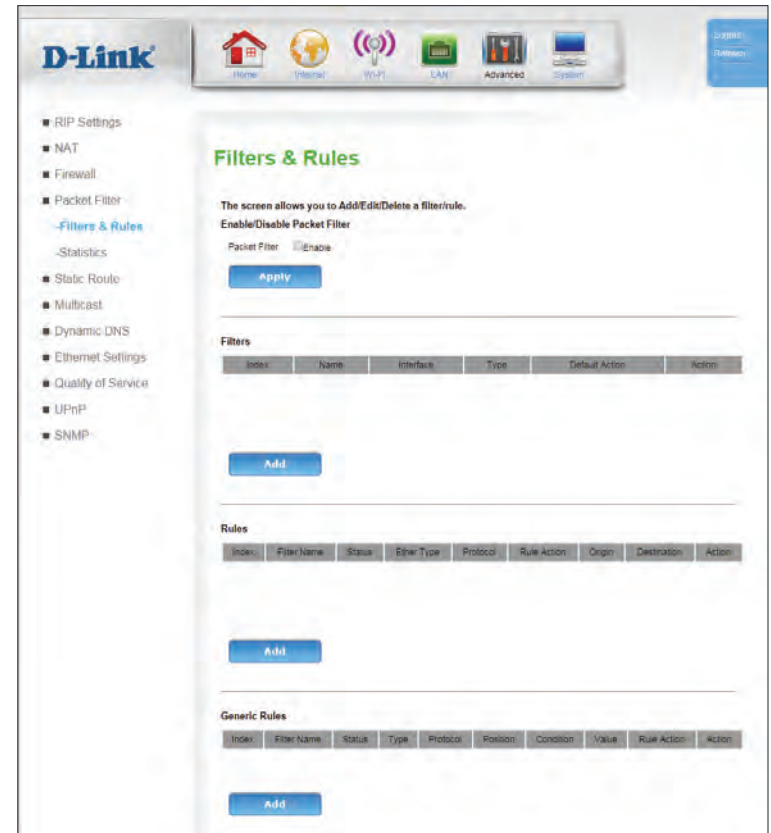 D-Link
Home Internet Wi-Fi LAN Advanced System
Logout
Refresh
RIP Settings
NAT
Firewall
Packet Filter
-Filters & Rules
-Statistics
Static Route
Multicast
Dynamic DNS
Ethernet Settings
Quality of Service
UPnP
SNMP
Filters & Rules
The screen allows you to Add/Edit/Delete a filter/rule.
Enable/Disable Packet Filter
Packet Filter Enable
Apply
Filters
Index Name Interface Type Default Action Action
Add
Rules
Index Filter Name Status Ether Type Protocol Rule Action Origin Destination Action
Add
Generic Rules
Index Filter Name Status Type Protocol Position Condition Value Rule Action Action
Add